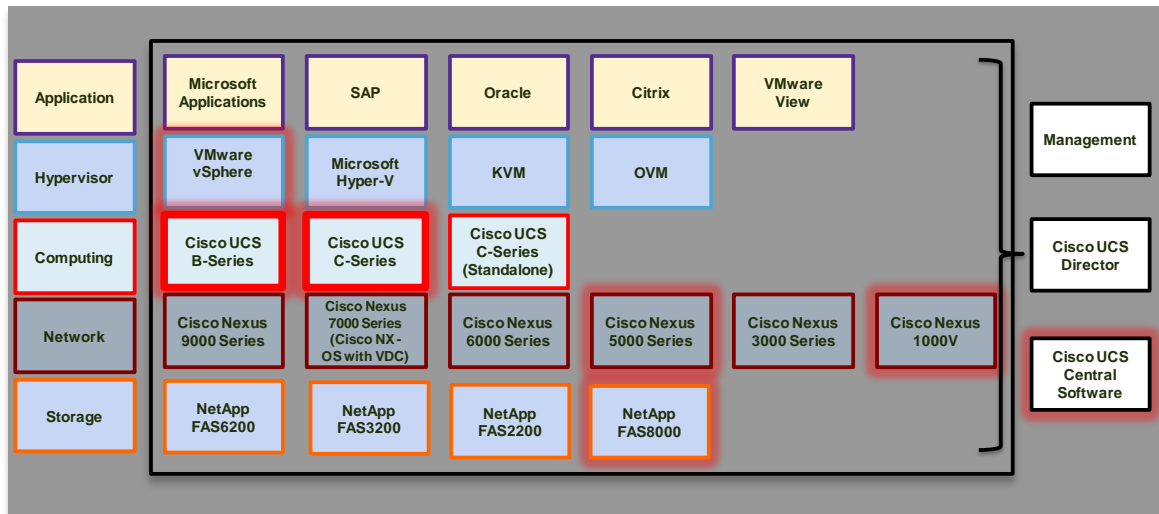 Application
Microsoft
Applications
SAP
Oracle
Citrix
VMware
View
Hypervisor
VMware
vSphere
Microsoft
Hyper-V
KVM
OVM
Computing
Cisco UCS
B-Series
Cisco UCS
C-Series
Cisco UCS
C-Series
(Standalone)
Network
Cisco Nexus
9000 Series
Cisco Nexus
7000 Series
(Cisco NX -
OS with VDC)
Cisco Nexus
6000 Series
Cisco Nexus
5000 Series
Cisco Nexus
3000 Series
Cisco Nexus
1000V
Storage
NetApp
FAS6200
NetApp
FAS3200
NetApp
FAS2200
NetApp
FAS8000
Management
Cisco UCS
Director
Cisco UCS
Central
Software